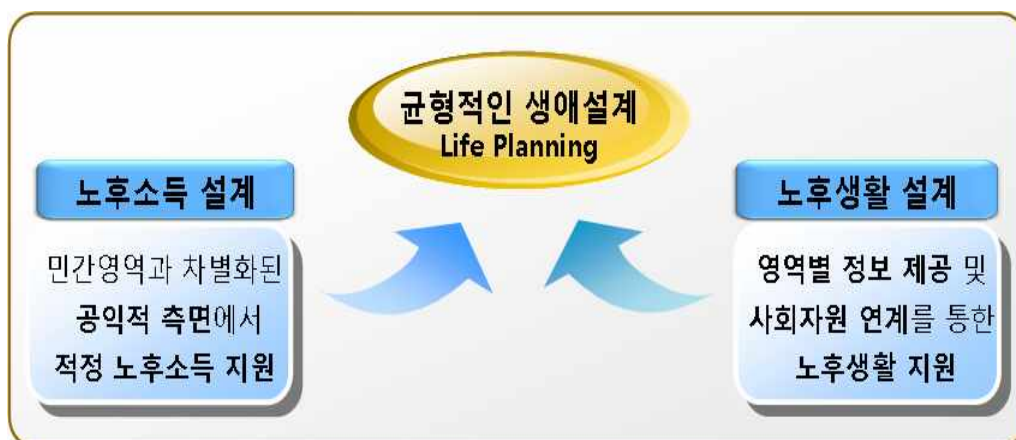 균형적인 생애설계
Life Planning
노후소득 설계
민간영역과 차별화된
공익적 측면에서
적정 노후소득 지원
노후생활 설계
영역별 정보 제공 및
사회자원 연계를 통한
노후생활 지원